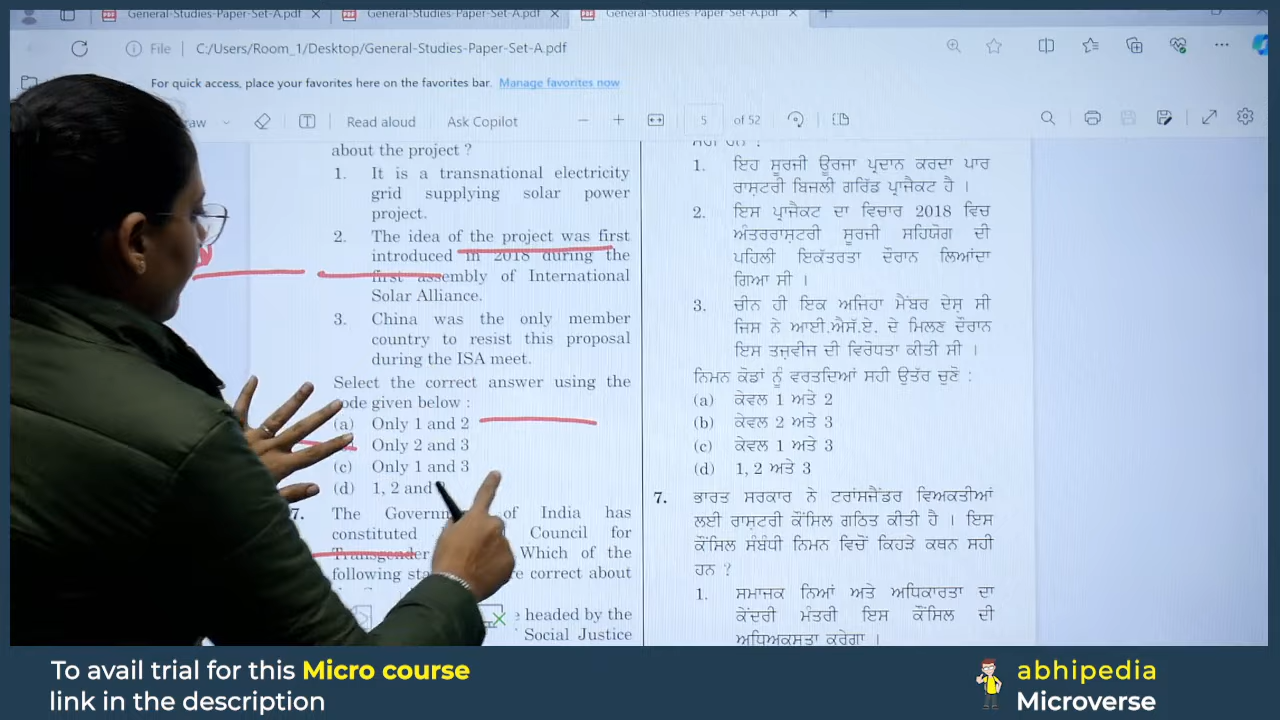 General-Studies-Paper-Set-A.pdf
General-Studies-Paper-Set-A.pdf
General-Studies-Paper-Set-A.pdf
File C:/Users/Room_1/Desktop/General-Studies-Paper-Set-A.pdf
For quick access, place your favorites here on the favorites bar. Manage favorites now
Read aloud Ask Copilot 5 of 52
about the project ?
1. It is a transnational electricity
grid supplying solar power
project.
2. The idea of the project was first
introduced in 2018 during the
first assembly of International
Solar Alliance.
3. China was the only member
country to resist this proposal
during the ISA meet.
Select the correct answer using the
code given below :
(a) Only 1 and 2
Only 2 and 3
(c) Only 1 and 3
(d) 1, 2 and
7. The of India has
constituted Council for
Transgender Which of the
following correct about
headed by the
Social Justice
1. ਇਹ ਸੂਰਜੀ ਊਰਜਾ ਪ੍ਰਦਾਨ ਕਰਦਾ ਪਾਰ
ਰਾਸ਼ਟਰੀ ਬਿਜਲੀ ਗਰਿੱਡ ਪ੍ਰਾਜੈਕਟ ਹੈ ।
2. ਇਸ ਪ੍ਰਾਜੈਕਟ ਦਾ ਵਿਚਾਰ 2018 ਵਿਚ
ਅੰਤਰਰਾਸ਼ਟਰੀ ਸੂਰਜੀ ਸਹਿਯੋਗ ਦੀ
ਪਹਿਲੀ ਇਕੱਤਰਤਾ ਦੌਰਾਨ ਲਿਆਂਦਾ
ਗਿਆ ਸੀ ।
3. ਚੀਨ ਹੀ ਇਕ ਅਜਿਹਾ ਮੈਂਬਰ ਦੇਸ਼ ਸੀ
ਜਿਸ ਨੇ ਆਈ.ਐਸ.ਏ. ਦੇ ਮਿਲਣ ਦੌਰਾਨ
ਇਸ ਤਜ਼ਵੀਜ ਦੀ ਵਿਰੋਧਤਾ ਕੀਤੀ ਸੀ ।
ਨਿਮਨ ਕੋਡਾਂ ਨੂੰ ਵਰਤਦਿਆਂ ਸਹੀ ਉਤੱਰ ਚੁਣੋ :
(a) ਕੇਵਲ 1 ਅਤੇ 2
(b) ਕੇਵਲ 2 ਅਤੇ 3
(c) ਕੇਵਲ 1 ਅਤੇ 3
(d) 1, 2 ਅਤੇ 3
7. ਭਾਰਤ ਸਰਕਾਰ ਨੇ ਟਰਾਂਸਜੈਂਡਰ ਵਿਅਕਤੀਆਂ
ਲਈ ਰਾਸ਼ਟਰੀ ਕੌਂਸਿਲ ਗਠਿਤ ਕੀਤੀ ਹੈ । ਇਸ
ਕੌਂਸਿਲ ਸੰਬੰਧੀ ਨਿਮਨ ਵਿਚੋਂ ਕਿਹੜੇ ਕਥਨ ਸਹੀ
ਹਨ ?
1. ਸਮਾਜਕ ਨਿਆਂ ਅਤੇ ਅਧਿਕਾਰਤਾ ਦਾ
ਕੇਂਦਰੀ ਮੰਤਰੀ ਇਸ ਕੌਂਸਿਲ ਦੀ
ਅਧਿਅਕਸਤਾ ਕਰੇਗਾ ।
To avail trial for this Micro course
link in the description
abhipedia
Microverse